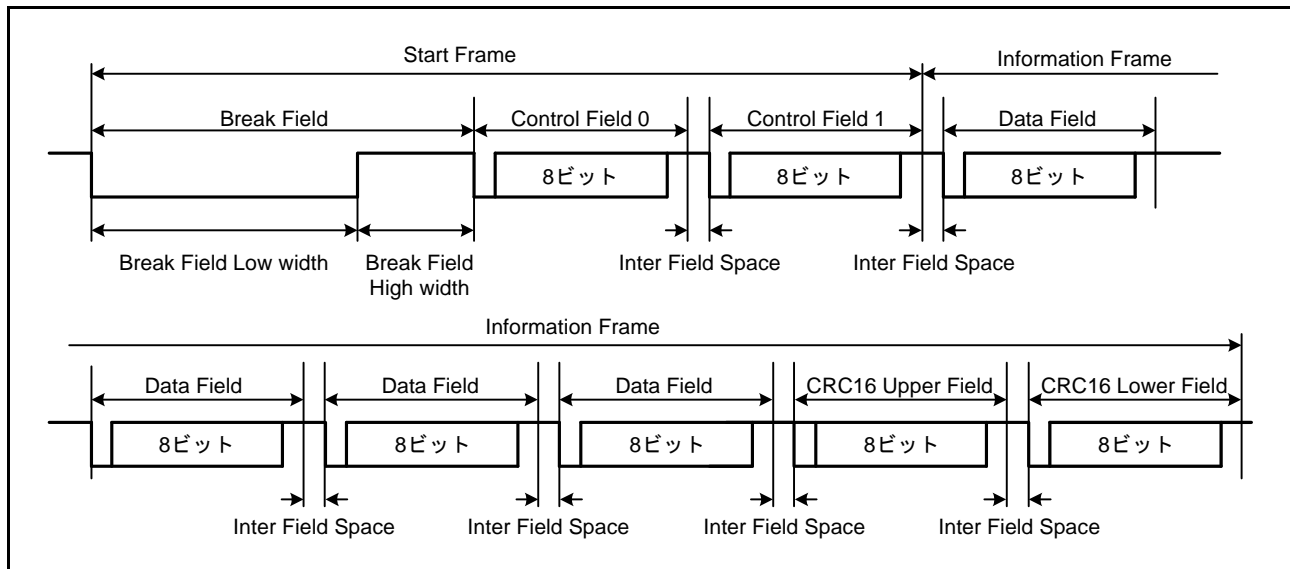 Start Frame
Information Frame
Break Field
Control Field 0
Control Field 1
Data Field
8ビット
8ビット
8ビット
Break Field Low width
Break Field
High width
Inter Field Space
Inter Field Space
Information Frame
Data Field
Data Field
Data Field
CRC16 Upper Field
CRC16 Lower Field
8ビット
8ビット
8ビット
8ビット
8ビット
Inter Field Space
Inter Field Space
Inter Field Space
Inter Field Space